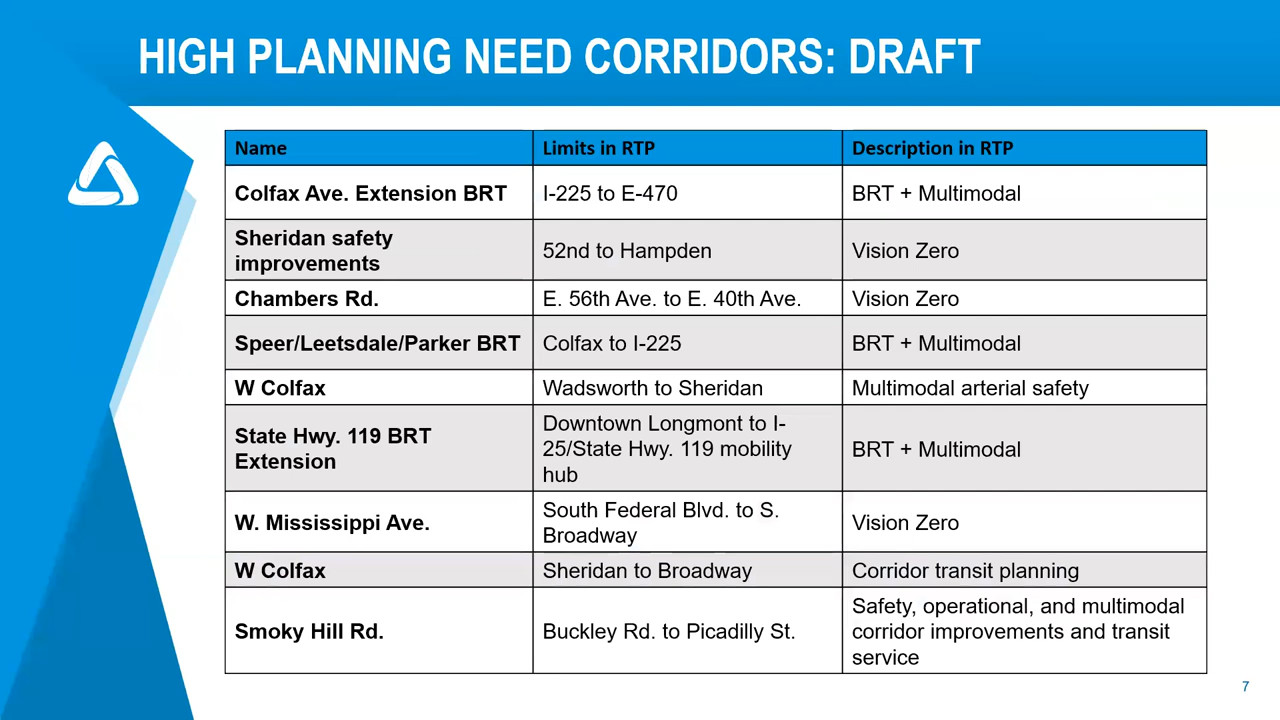 HIGH PLANNING NEED CORRIDORS: DRAFT
Name
Limits in RTP
Description in RTP
Colfax Ave. Extension BRT
I-225 to E-470
BRT + Multimodal
Sheridan safety
improvements
52nd to Hampden
Vision Zero
Chambers Rd.
E. 56th Ave. to E. 40th Ave.
Vision Zero
Speer/Leetsdale/Parker BRT
Colfax to I-225
BRT + Multimodal
W Colfax
Wadsworth to Sheridan
Multimodal arterial safety
State Hwy. 119 BRT
Extension
Downtown Longmont to I-
25/State Hwy. 119 mobility
hub
BRT + Multimodal
W. Mississippi Ave.
South Federal Blvd. to S.
Broadway
Vision Zero
W Colfax
Sheridan to Broadway
Corridor transit planning
Smoky Hill Rd.
Buckley Rd. to Picadilly St.
Safety, operational, and multimodal
corridor improvements and transit
service
7